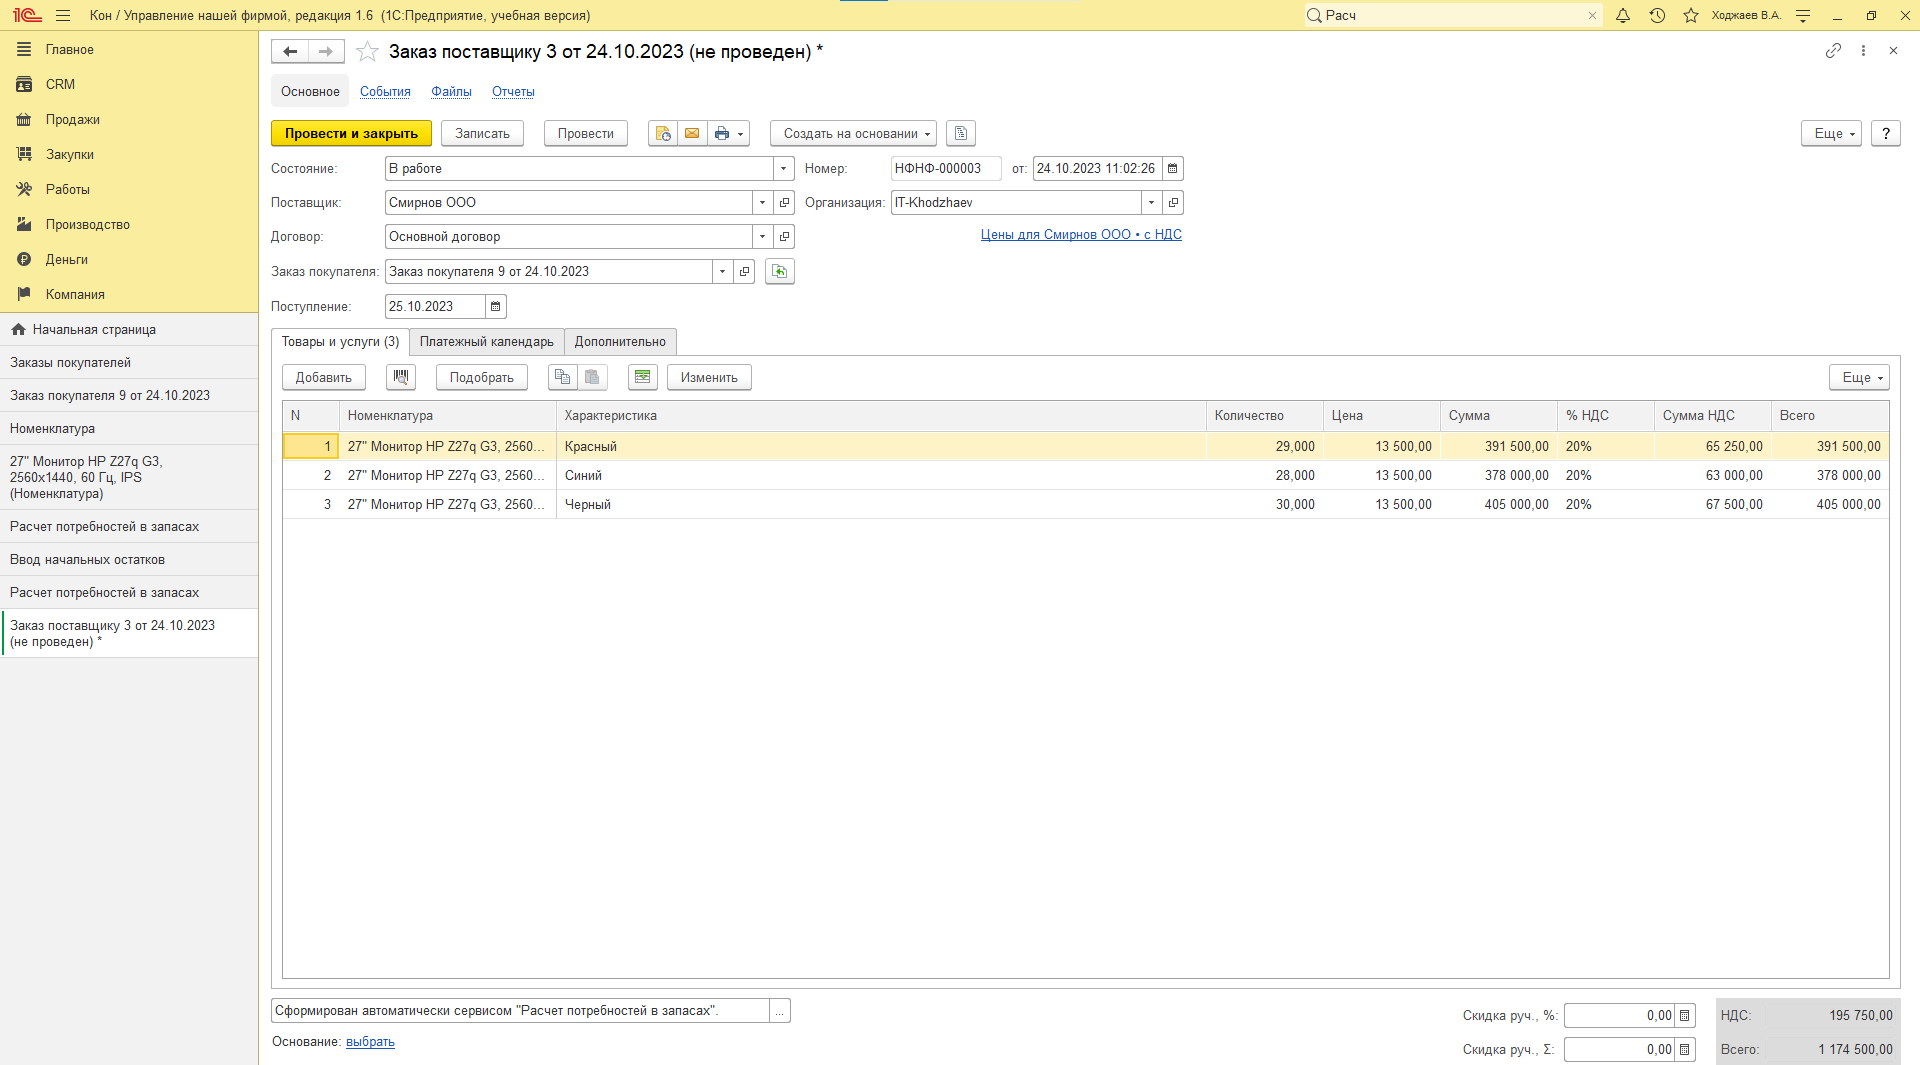 1С Кон / Управление нашей фирмой, редакция 1.6 (1С:Предприятие, учебная версия)
Расч
Ходжаев В.А.
Главное
CRM
Продажи
Закупки
Работы
Производство
Деньги
Компания
Начальная страница
Заказы покупателей
Заказ покупателя 9 от 24.10.2023
Номенклатура
27" Монитор HP Z27q G3,
2560x1440, 60 Гц, IPS
(Номенклатура)
Расчет потребностей в запасах
Ввод начальных остатков
Расчет потребностей в запасах
Заказ поставщику 3 от 24.10.2023
(не проведен) *
Заказ поставщику 3 от 24.10.2023 (не проведен) *
Основное События Файлы Отчеты
Провести и закрыть Записать Провести Создать на основании Еще ?
Состояние: В работе Номер: НФНФ-000003 от: 24.10.2023 11:02:26
Поставщик: Смирнов ООО Организация: IT-Khodzhaev
Договор: Основной договор Цены для Смирнов ООО • с НДС
Заказ покупателя: Заказ покупателя 9 от 24.10.2023
Поступление: 25.10.2023
Товары и услуги (3) Платежный календарь Дополнительно
Добавить Подобрать Изменить Еще
N Номенклатура Характеристика Количество Цена Сумма % НДС Сумма НДС Всего
1 27" Монитор HP Z27q G3, 2560... Красный 29,000 13 500,00 391 500,00 20% 65 250,00 391 500,00
2 27" Монитор HP Z27q G3, 2560... Синий 28,000 13 500,00 378 000,00 20% 63 000,00 378 000,00
3 27" Монитор HP Z27q G3, 2560... Черный 30,000 13 500,00 405 000,00 20% 67 500,00 405 000,00
Сформирован автоматически сервисом "Расчет потребностей в запасах". ...
Основание: выбрать
Скидка руч., %: 0,00 НДС: 195 750,00
Скидка руч., Σ: 0,00 Всего: 1 174 500,00